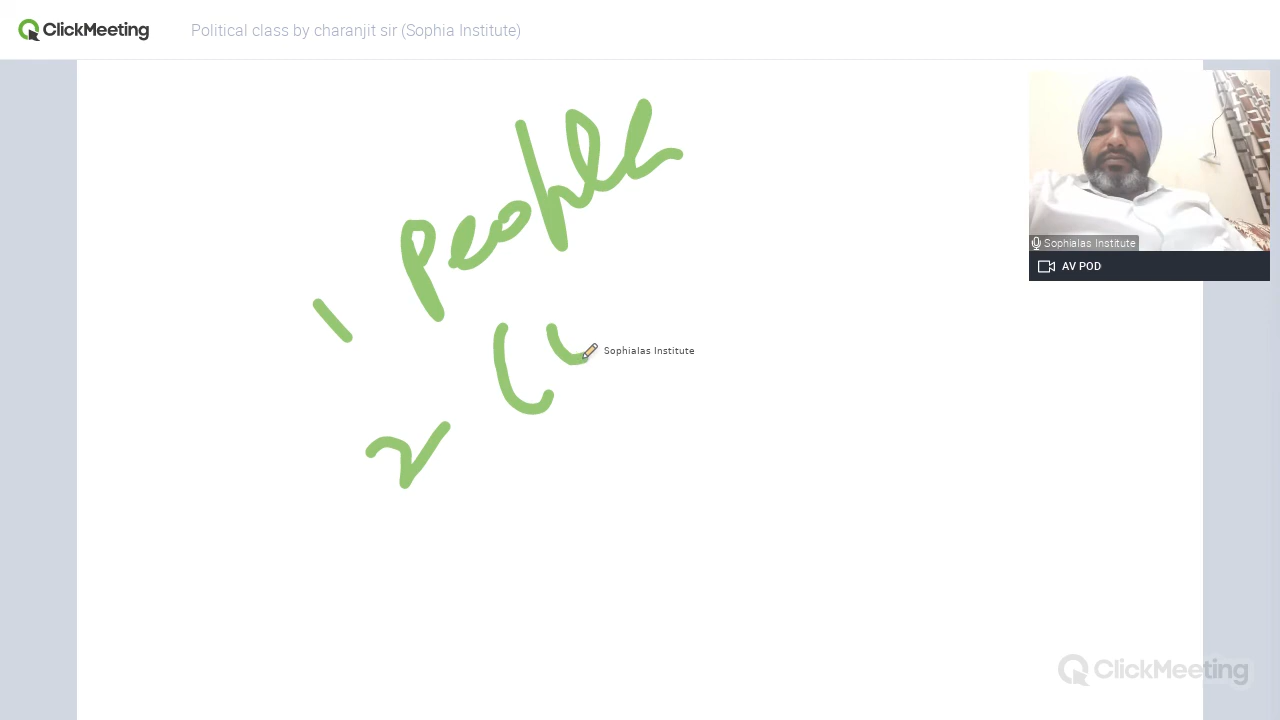 ClickMeeting
Political class by charanjit sir (Sophia Institute)
1 people
2
Sophialas Institute
Sophialas Institute
AV POD
ClickMeeting